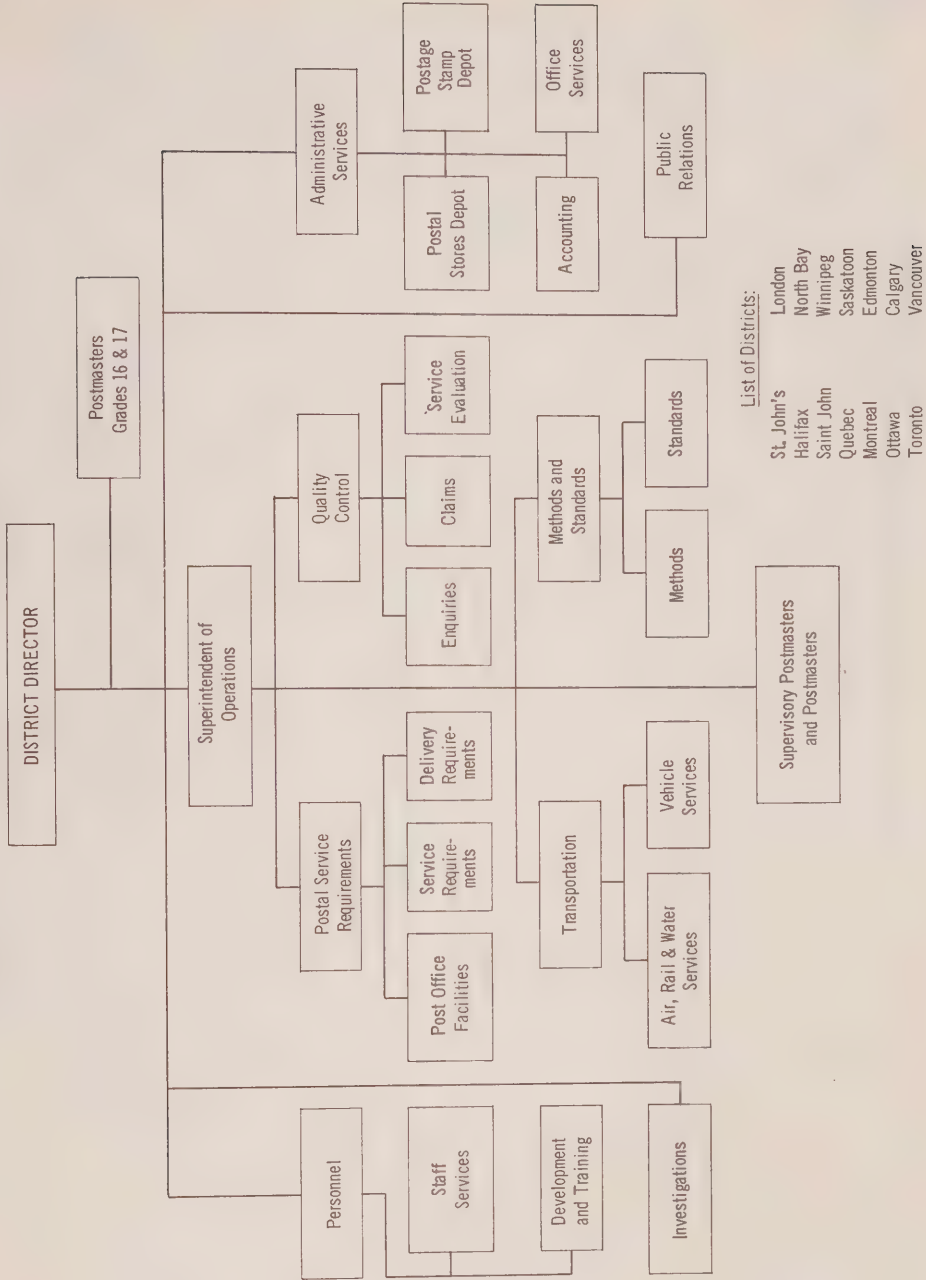 DISTRICT DIRECTOR
Postmasters
Grades 16 & 17
Superintendent of
Operations
Personnel
Staff
Services
Development
and Training
Investigations
Postal Service
Requirements
Post Office
Facilities
Service
Require-
ments
Delivery
Require-
ments
Quality
Control
Enquiries
Claims
Service
Evaluation
Transportation
Air, Rail & Water
Services
Vehicle
Services
Methods and
Standards
Methods
Standards
Supervisory Postmasters
and Postmasters
Administrative
Services
Postal
Stores Depot
Postage
Stamp
Depot
Accounting
Office
Services
Public
Relations
List of Districts:
St. John's London
Halifax North Bay
Saint John Winnipeg
Quebec Saskatoon
Montreal Edmonton
Ottawa Calgary
Toronto Vancouver